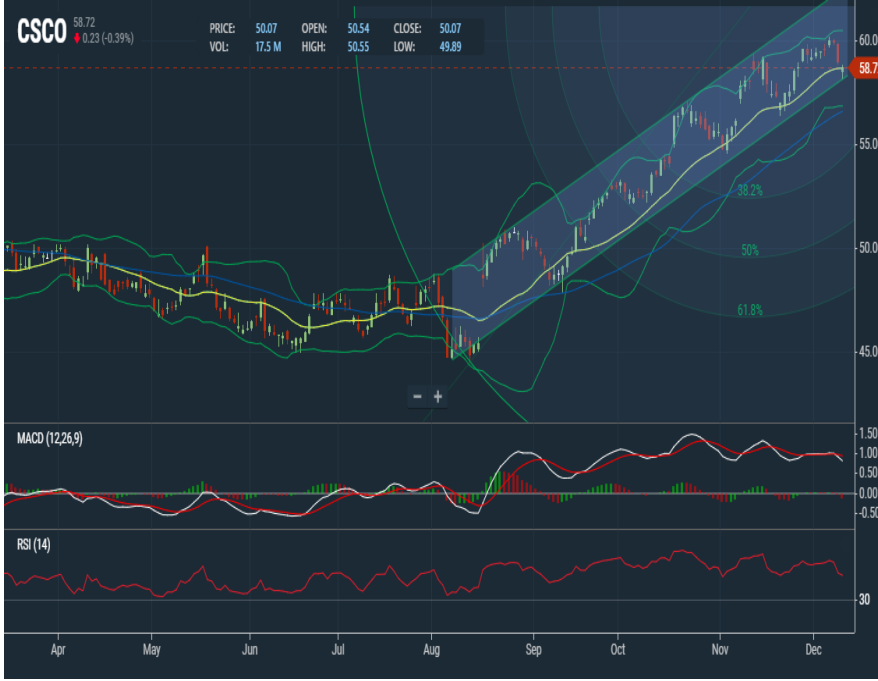 CSCO 58.72
0.23 (-0.39%)
PRICE: 50.07 OPEN: 50.54 CLOSE: 50.07
VOL: 17.5 M HIGH: 50.55 LOW: 49.89
60.0
58.7
55.0
38.2%
50%
50.0
61.8%
45.0
− +
MACD (12,26,9)
1.50
1.00
0.50
0.00
-0.50
RSI (14)
30
Apr May Jun Jul Aug Sep Oct Nov Dec